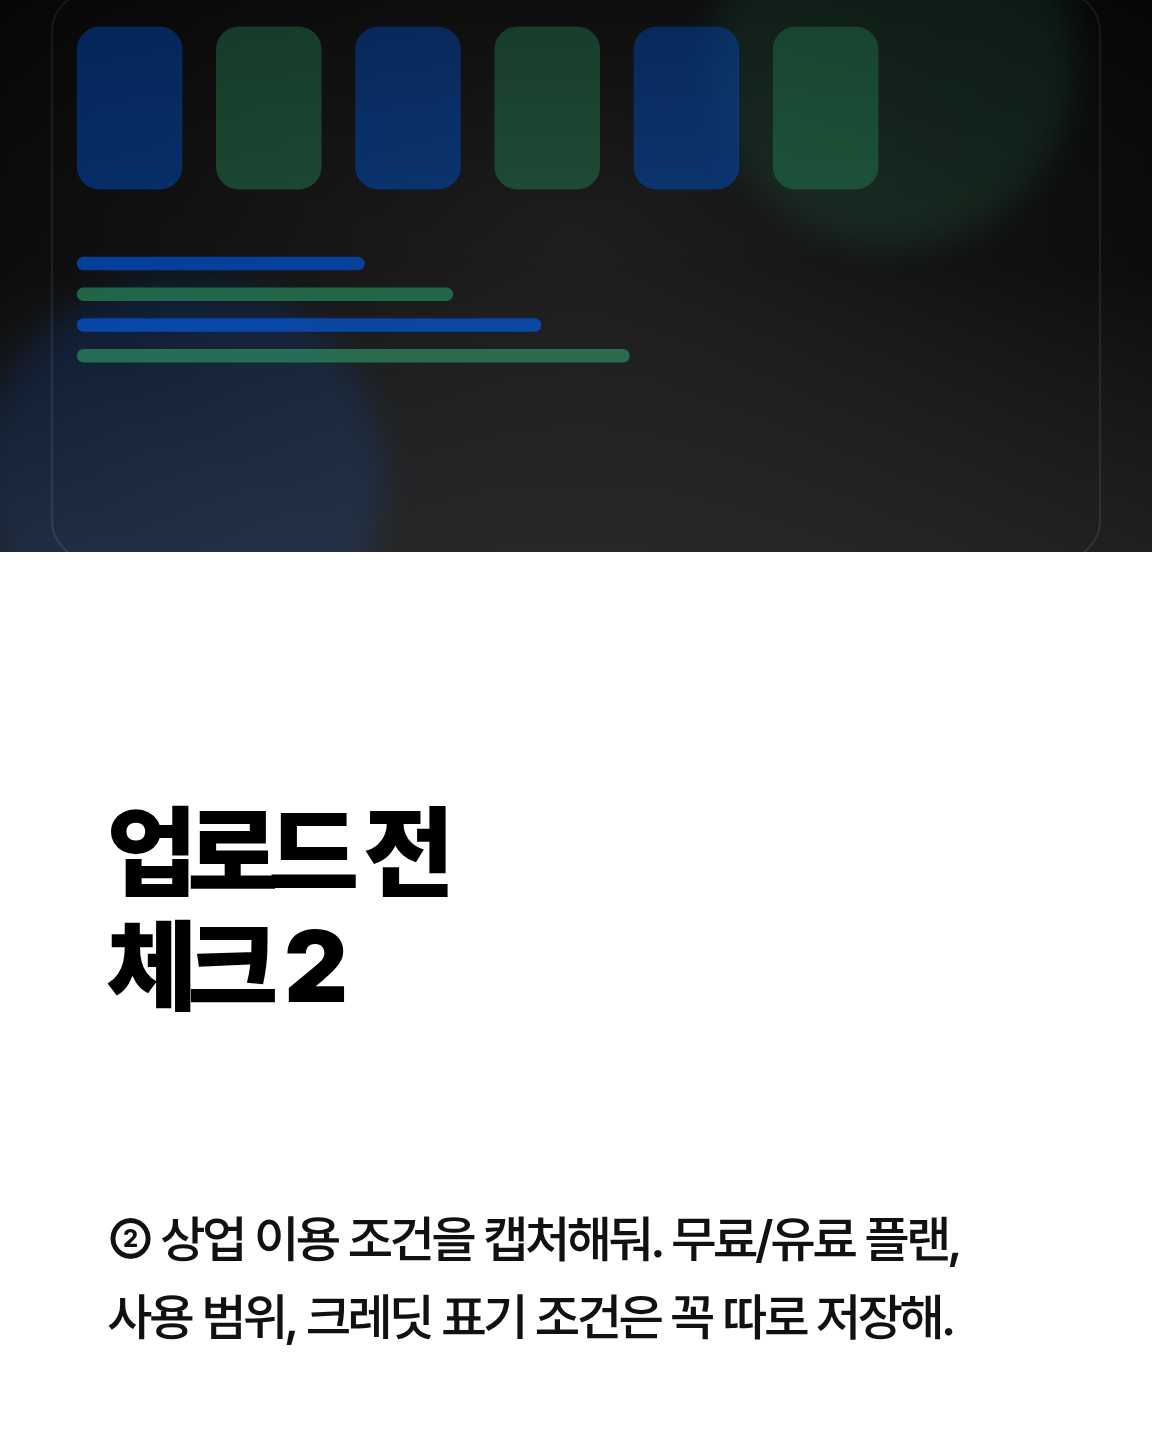 업로드 전
체크 2
② 상업 이용 조건을 캡처해둬. 무료/유료 플랜,
사용 범위, 크레딧 표기 조건은 꼭 따로 저장해.